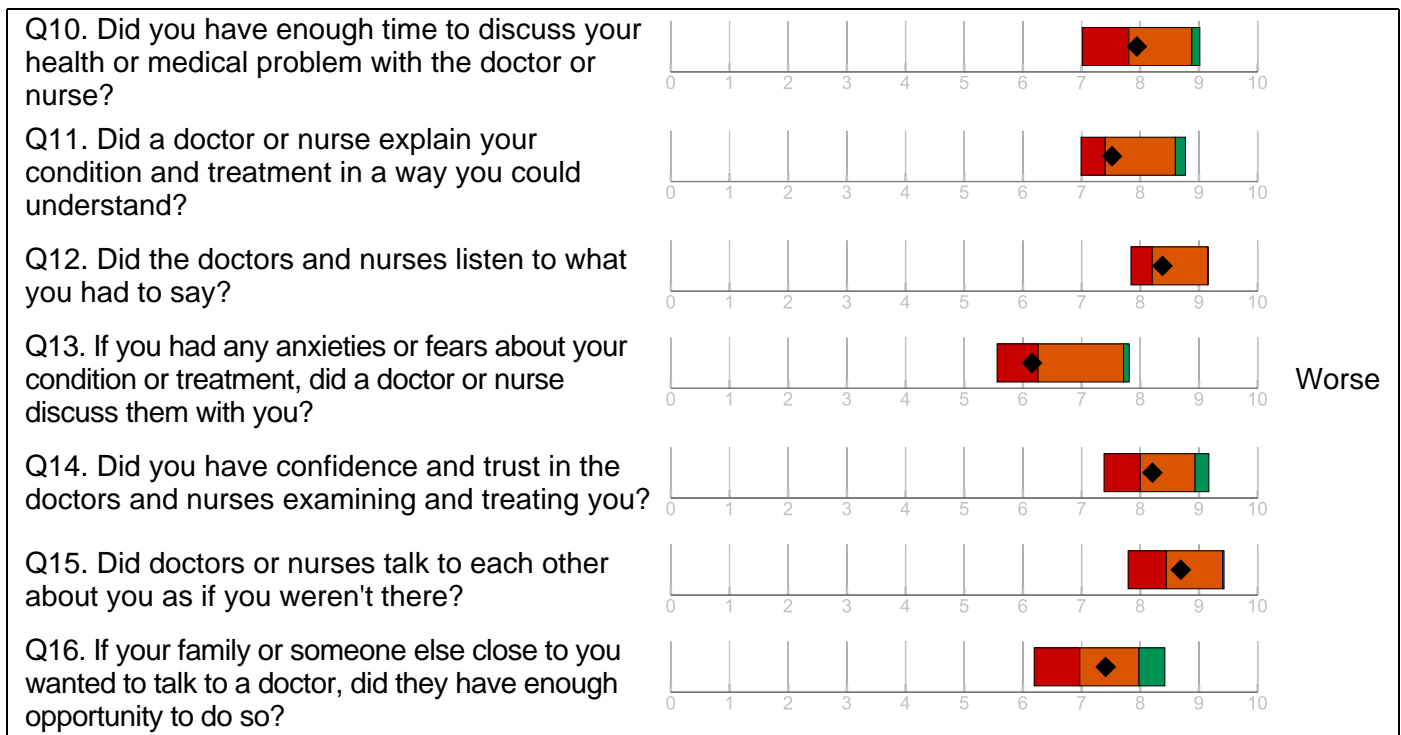 Q10. Did you have enough time to discuss your
health or medical problem with the doctor or
nurse?
0 1 2 3 4 5 6 7 8 9 10
Q11. Did a doctor or nurse explain your
condition and treatment in a way you could
understand?
0 1 2 3 4 5 6 7 8 9 10
Q12. Did the doctors and nurses listen to what
you had to say?
0 1 2 3 4 5 6 7 8 9 10
Q13. If you had any anxieties or fears about your
condition or treatment, did a doctor or nurse
discuss them with you?
0 1 2 3 4 5 6 7 8 9 10
Worse
Q14. Did you have confidence and trust in the
doctors and nurses examining and treating you?
0 1 2 3 4 5 6 7 8 9 10
Q15. Did doctors or nurses talk to each other
about you as if you weren't there?
0 1 2 3 4 5 6 7 8 9 10
Q16. If your family or someone else close to you
wanted to talk to a doctor, did they have enough
opportunity to do so?
0 1 2 3 4 5 6 7 8 9 10